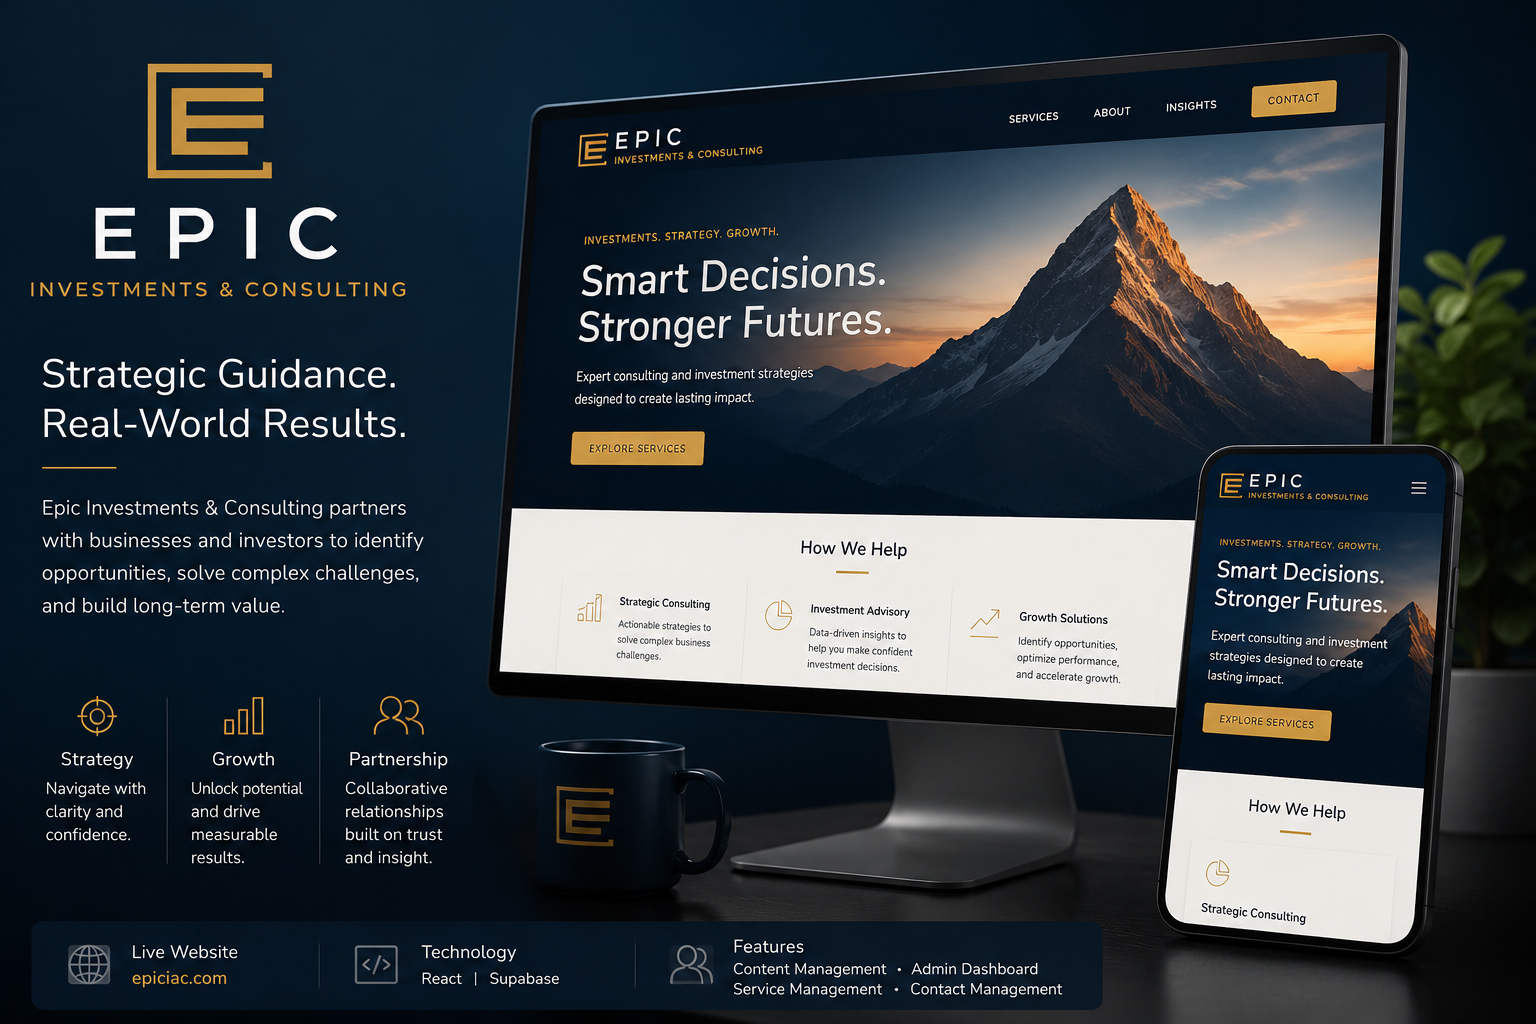 EPIC
INVESTMENTS & CONSULTING
Strategic Guidance.
Real-World Results.
Epic Investments & Consulting partners
with businesses and investors to identify
opportunities, solve complex challenges,
and build long-term value.
Strategy
Navigate with
clarity and
confidence.
Growth
Unlock potential
and drive
measurable
results.
Partnership
Collaborative
relationships
built on trust
and insight.
EPIC
INVESTMENTS & CONSULTING
SERVICES
ABOUT
INSIGHTS
CONTACT
INVESTMENTS. STRATEGY. GROWTH.
Smart Decisions.
Stronger Futures.
Expert consulting and investment strategies
designed to create lasting impact.
EXPLORE SERVICES
How We Help
Strategic Consulting
Actionable strategies to
solve complex business
challenges.
Investment Advisory
Data-driven insights to
help you make confident
investment decisions.
Growth Solutions
Identify opportunities,
optimize performance,
and accelerate growth.
EPIC
INVESTMENTS & CONSULTING
INVESTMENTS. STRATEGY. GROWTH.
Smart Decisions.
Stronger Futures.
Expert consulting and investment
strategies designed to create
lasting impact.
EXPLORE SERVICES
How We Help
Strategic Consulting
Live Website
epiciac.com
</>
Technology
React | Supabase
Features
Content Management • Admin Dashboard
Service Management • Contact Management